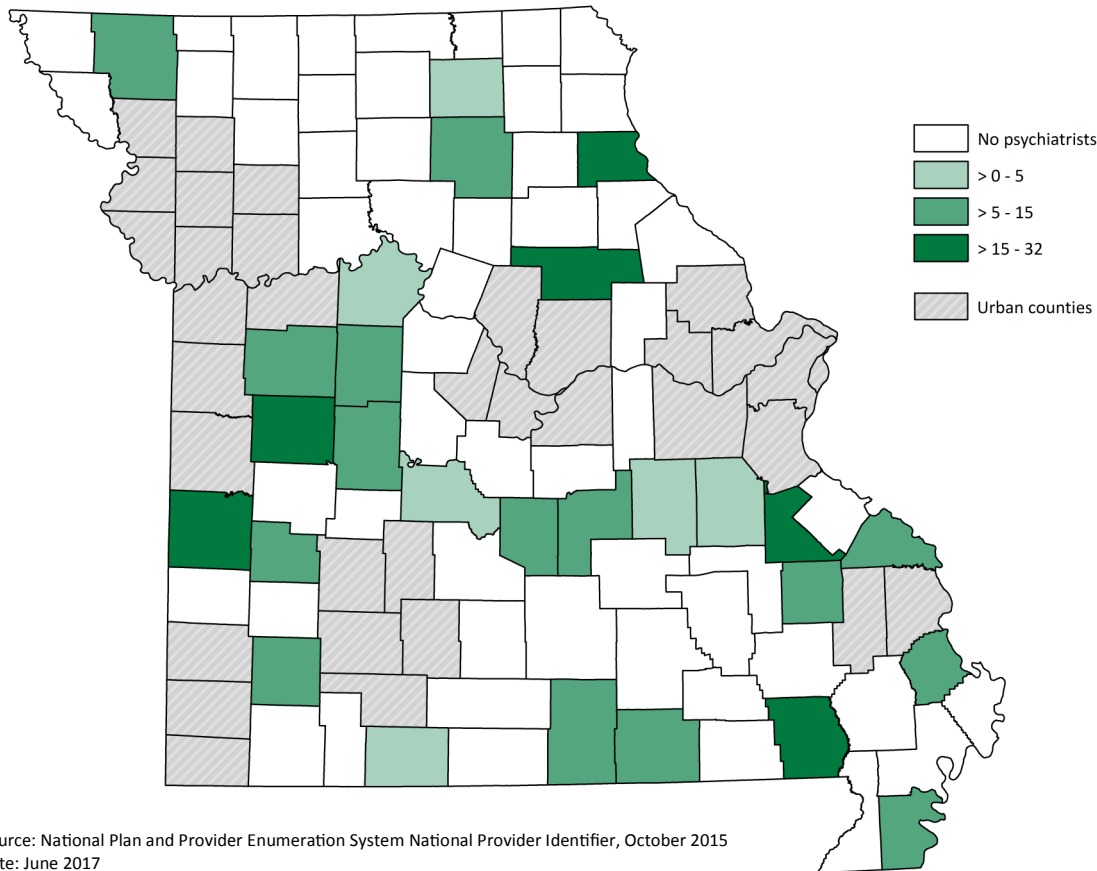 No psychiatrists
> 0 - 5
> 5 - 15
> 15 - 32
Urban counties
urce: National Plan and Provider Enumeration System National Provider Identifier, October 2015
te: June 2017